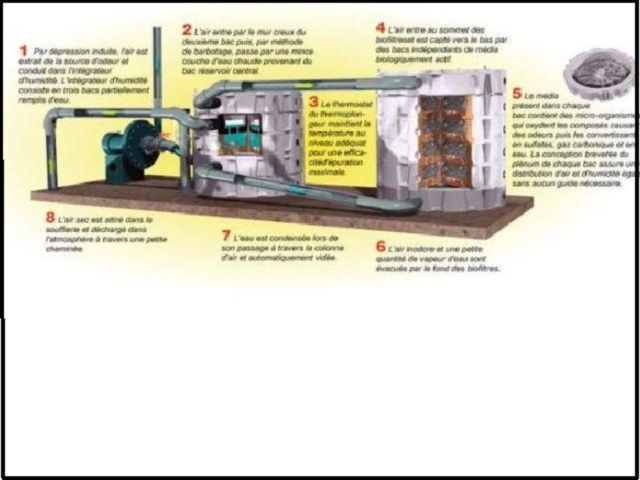 1 Par dépression induite, l'air est
extrait de la source d'odeur et
conduit dans l'intégrateur
d'humidité. L'intégrateur d'humidité
consiste en trois bacs partiellement
remplis d'eau.
2 L'air entre par le mur creux du
deuxième bac puis, par méthode
de barbotage, passe par une mince
couche d'eau chaude provenant du
bac réservoir central.
3 Le thermostat
du thermoplon-
geur maintient la
température au
niveau adéquat
pour une effica-
cité d'épuration
maximale.
4 L'air entre au sommet des
biofiltres et est capté vers le bas par
des bacs indépendants de média
biologiquement actif.
5 Le média
présent dans chaque
bac contient des micro-organisme
qui oxydent les composés causa
des odeurs puis les convertissen
en sulfates, gaz carbonique et en
eau. La conception brevetée du
plénum de chaque bac assure u
distribution d'air et d'humidité éga
sans aucun guide nécessaire.
6 L'air inodore et une petite
quantité de vapeur d'eau sont
évacués par le fond des biofiltres.
7 L'eau est condensée lors de
son passage à travers la colonne
d'air et automatiquement vidée.
8 L'air sec est attiré dans la
soufflerie et déchargé dans
l'atmosphère à travers une petite
cheminée.